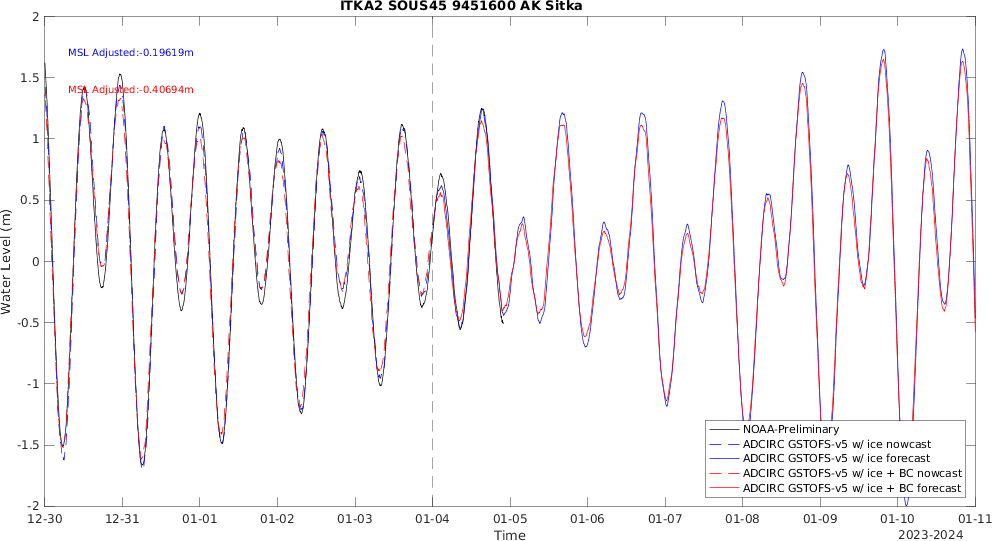 ITKA2 SOUS45 9451600 AK Sitka
MSL Adjusted:-0.19619m
MSL Adjusted:-0.40694m
Water Level (m)
2
1.5
1
0.5
0
-0.5
-1
-1.5
-2
NOAA-Preliminary
ADCIRC GSTOFS-v5 w/ ice nowcast
ADCIRC GSTOFS-v5 w/ ice forecast
ADCIRC GSTOFS-v5 w/ ice + BC nowcast
ADCIRC GSTOFS-v5 w/ ice + BC forecast
12-30 12-31 01-01 01-02 01-03 01-04 01-05 01-06 01-07 01-08 01-09 01-10 01-11
Time
2023-2024